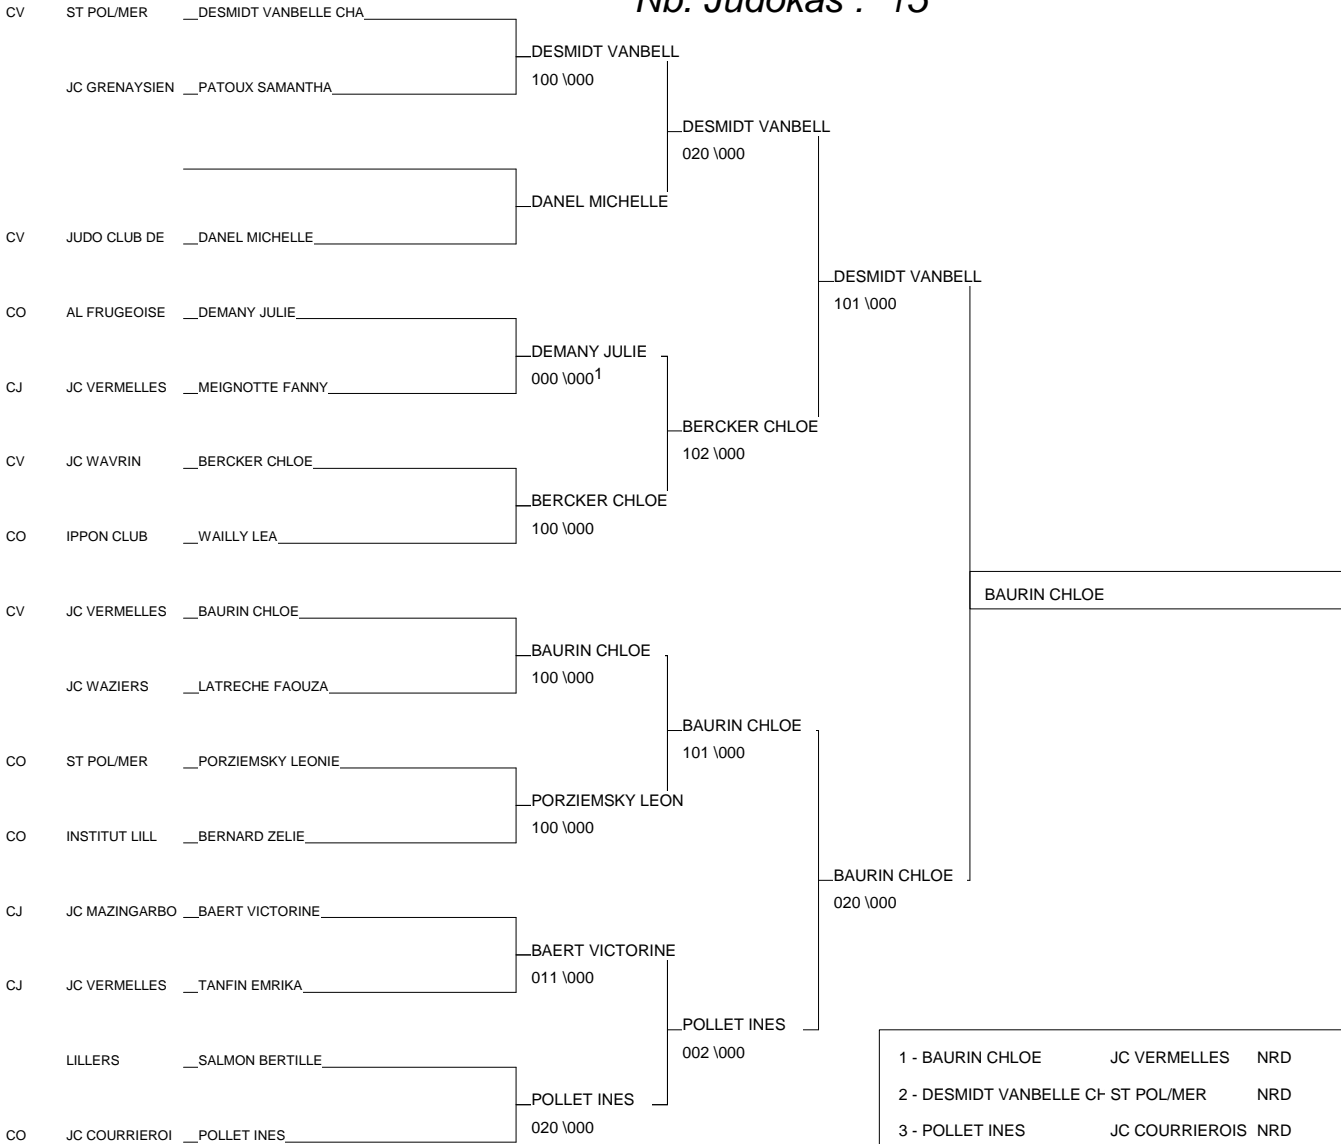 Nb. Judokas : 15
CV ST POL/MER DESMIDT VANBELLE CHA
DESMIDT VANBELL
100 \000
JC GRENAYSIEN PATOUX SAMANTHA
DESMIDT VANBELL
020 \000
DANEL MICHELLE
CV JUDO CLUB DE DANEL MICHELLE
DESMIDT VANBELL
101 \000
CO AL FRUGEOISE DEMANY JULIE
DEMANY JULIE
000 \000 1
CJ JC VERMELLES MEIGNOTTE FANNY
BERCKER CHLOE
102 \000
CV JC WAVRIN BERCKER CHLOE
BERCKER CHLOE
100 \000
CO IPPON CLUB WAILLY LEA
BAURIN CHLOE
CV JC VERMELLES BAURIN CHLOE
BAURIN CHLOE
100 \000
JC WAZIERS LATRECHE FAOUZA
BAURIN CHLOE
101 \000
CO ST POL/MER PORZIEMSKY LEONIE
PORZIEMSKY LEON
100 \000
CO INSTITUT LILL BERNARD ZELIE
BAURIN CHLOE
020 \000
CJ JC MAZINGARBO BAERT VICTORINE
BAERT VICTORINE
011 \000
CJ JC VERMELLES TANFIN EMRIKA
POLLET INES
002 \000
LILLERS SALMON BERTILLE
POLLET INES
020 \000
CO JC COURRIEROI POLLET INES
1 - BAURIN CHLOE JC VERMELLES NRD
2 - DESMIDT VANBELLE CH ST POL/MER NRD
3 - POLLET INES JC COURRIEROIS NRD